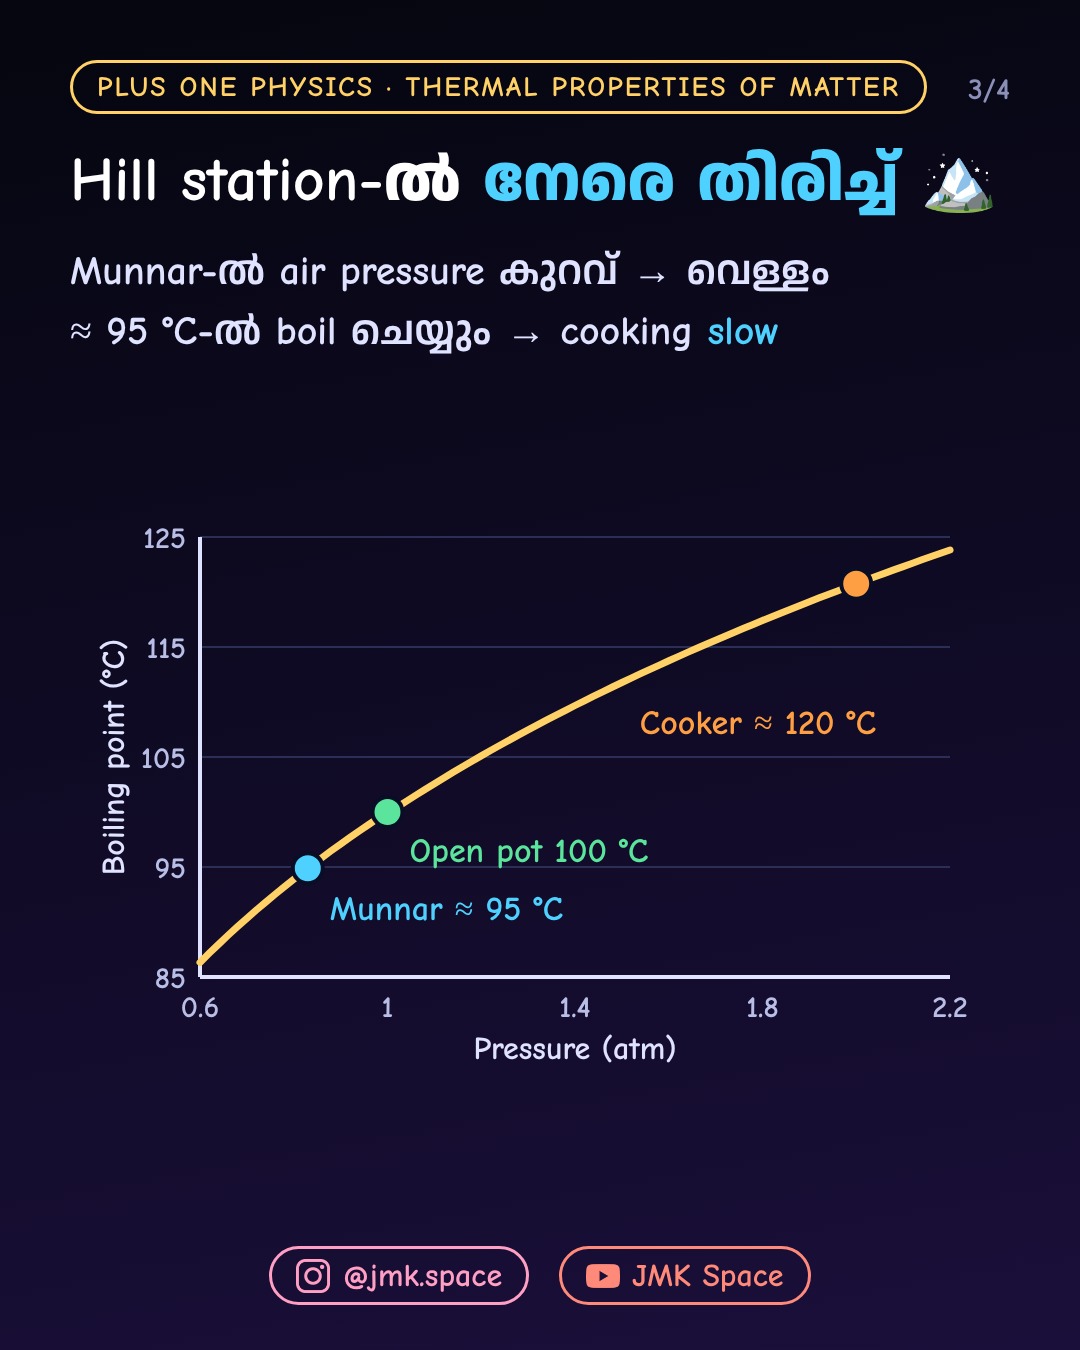 PLUS ONE PHYSICS · THERMAL PROPERTIES OF MATTER
3/4
Hill station-ൽ നേരെ തിരിച്ച്
Munnar-ൽ air pressure കുറവ് → വെള്ളം
≈ 95 °C-ൽ boil ചെയ്യും → cooking slow
125
115
105
95
85
Boiling point (°C)
Cooker ≈ 120 °C
Open pot 100 °C
Munnar ≈ 95 °C
0.6 1 1.4 1.8 2.2
Pressure (atm)
@jmk.space
JMK Space